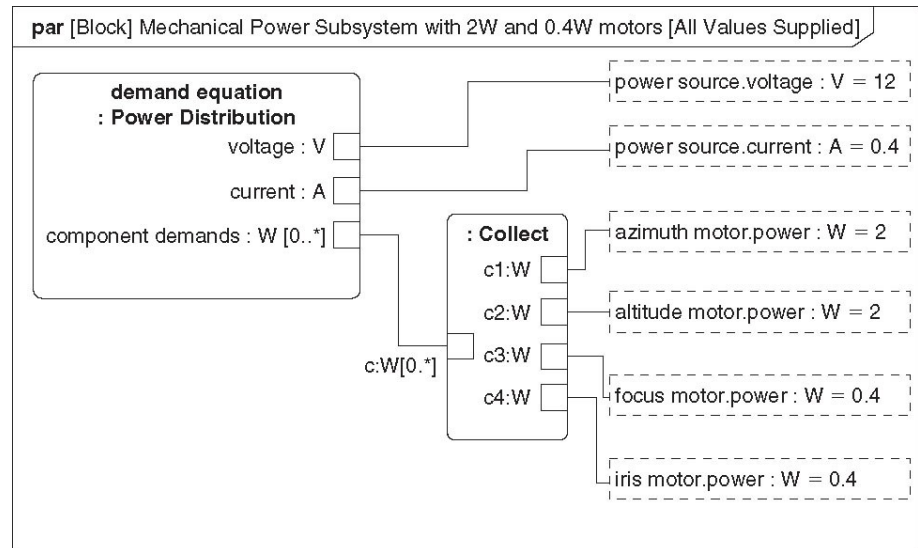 par [Block] Mechanical Power Subsystem with 2W and 0.4W motors [All Values Supplied]
demand equation
: Power Distribution
voltage : V
current : A
component demands : W [0..*]
power source.voltage : V = 12
power source.current : A = 0.4
: Collect
c1:W
c2:W
c3:W
c4:W
c:W[0..*]
azimuth motor.power : W = 2
altitude motor.power : W = 2
focus motor.power : W = 0.4
iris motor.power : W = 0.4